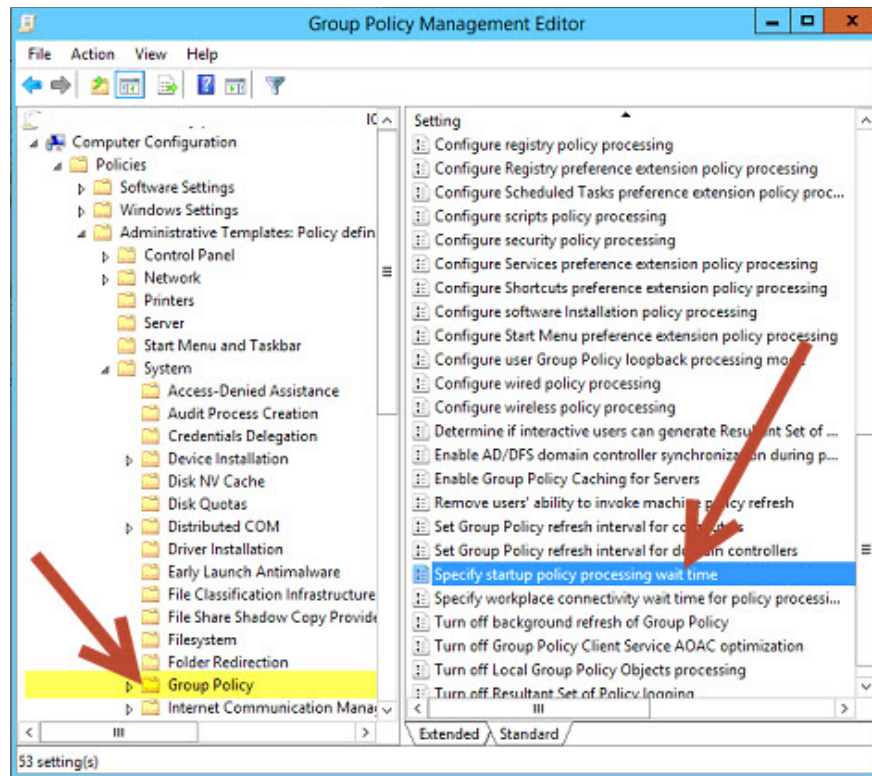 Group Policy Management Editor
File Action View Help
Computer Configuration
Policies
Software Settings
Windows Settings
Administrative Templates: Policy defin
Control Panel
Network
Printers
Server
Start Menu and Taskbar
System
Access-Denied Assistance
Audit Process Creation
Credentials Delegation
Device Installation
Disk NV Cache
Disk Quotas
Distributed COM
Driver Installation
Early Launch Antimalware
File Classification Infrastructure
File Share Shadow Copy Provide
Filesystem
Folder Redirection
Group Policy
Internet Communication Mana
Setting
Configure registry policy processing
Configure Registry preference extension policy processing
Configure Scheduled Tasks preference extension policy proc...
Configure scripts policy processing
Configure security policy processing
Configure Services preference extension policy processing
Configure Shortcuts preference extension policy processing
Configure software Installation policy processing
Configure Start Menu preference extension policy processing
Configure user Group Policy loopback processing mode
Configure wired policy processing
Configure wireless policy processing
Determine if interactive users can generate Resultant Set of ...
Enable AD/DFS domain controller synchronization during p...
Enable Group Policy Caching for Servers
Remove users' ability to invoke machine policy refresh
Set Group Policy refresh interval for computers
Set Group Policy refresh interval for domain controllers
Specify startup policy processing wait time
Specify workplace connectivity wait time for policy processi...
Turn off background refresh of Group Policy
Turn off Group Policy Client Service AOAC optimization
Turn off Local Group Policy Objects processing
Turn off Resultant Set of Policy logging
Extended Standard
53 setting(s)